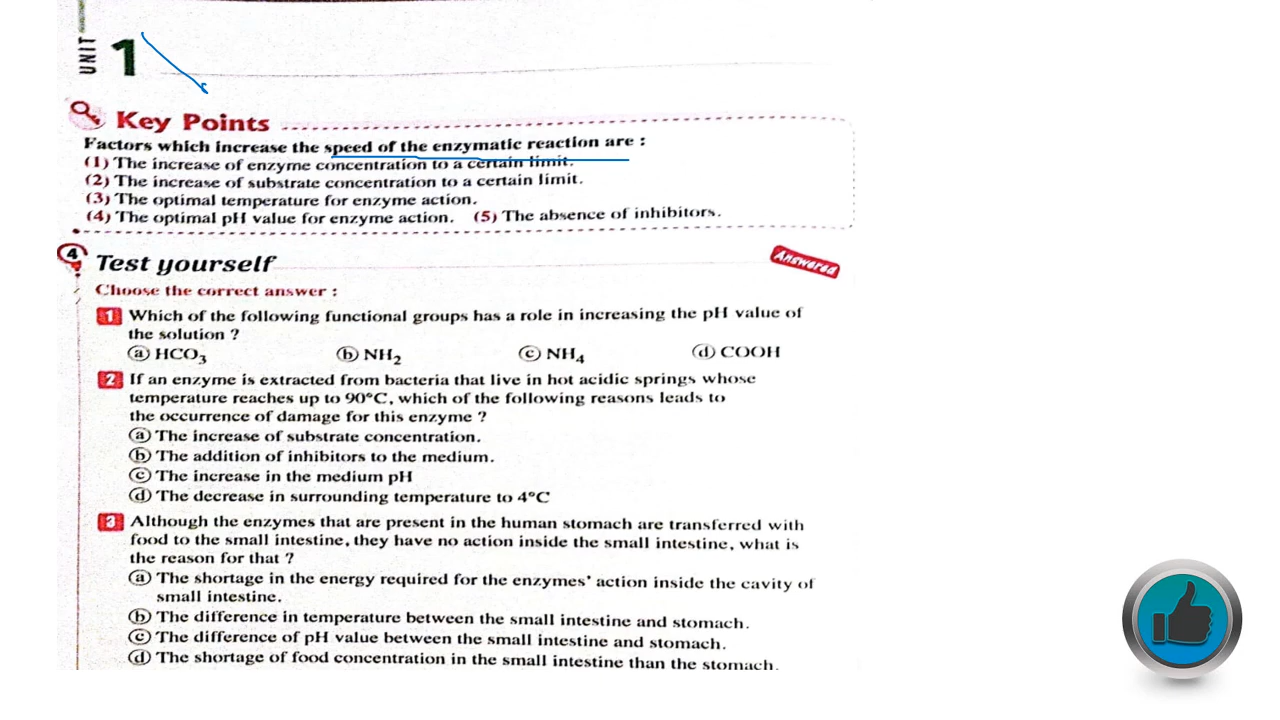 UNIT
1
Key Points
Factors which increase the speed of the enzymatic reaction are :
(1) The increase of enzyme concentration to a certain limit.
(2) The increase of substrate concentration to a certain limit.
(3) The optimal temperature for enzyme action.
(4) The optimal pH value for enzyme action. (5) The absence of inhibitors.
4
Test yourself
Answered
Choose the correct answer :
1 Which of the following functional groups has a role in increasing the pH value of
the solution ?
ⓐ HCO₃ ⓑ NH₂ ⓒ NH₄ ⓓ COOH
2 If an enzyme is extracted from bacteria that live in hot acidic springs whose
temperature reaches up to 90°C, which of the following reasons leads to
the occurrence of damage for this enzyme ?
ⓐ The increase of substrate concentration.
ⓑ The addition of inhibitors to the medium.
ⓒ The increase in the medium pH
ⓓ The decrease in surrounding temperature to 4°C
3 Although the enzymes that are present in the human stomach are transferred with
food to the small intestine, they have no action inside the small intestine, what is
the reason for that ?
ⓐ The shortage in the energy required for the enzymes' action inside the cavity of
small intestine.
ⓑ The difference in temperature between the small intestine and stomach.
ⓒ The difference of pH value between the small intestine and stomach.
ⓓ The shortage of food concentration in the small intestine than the stomach.